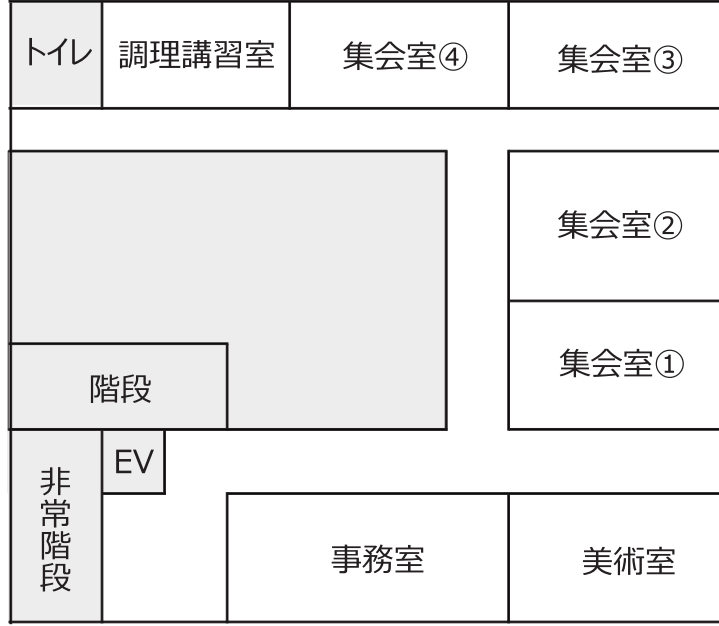 トイレ
調理講習室
集会室④
集会室③
集会室②
集会室①
階段
EV
非常階段
事務室
美術室